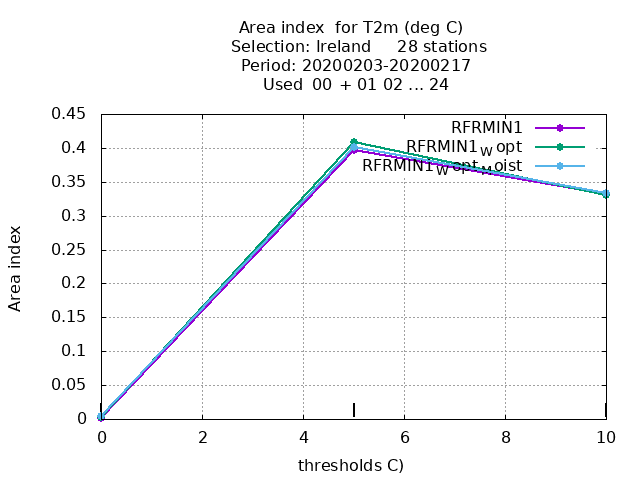 Area index  for T2m (deg C)
Selection: Ireland     28 stations
Period: 20200203-20200217
Used  00 + 01 02 ... 24
0.45
0.4
0.35
0.3
0.25
0.2
0.15
0.1
0.05
0
Area index
RFRMIN1
RFRMIN1Wopt
RFRMIN1WoptMoist
0 2 4 6 8 10
thresholds C)